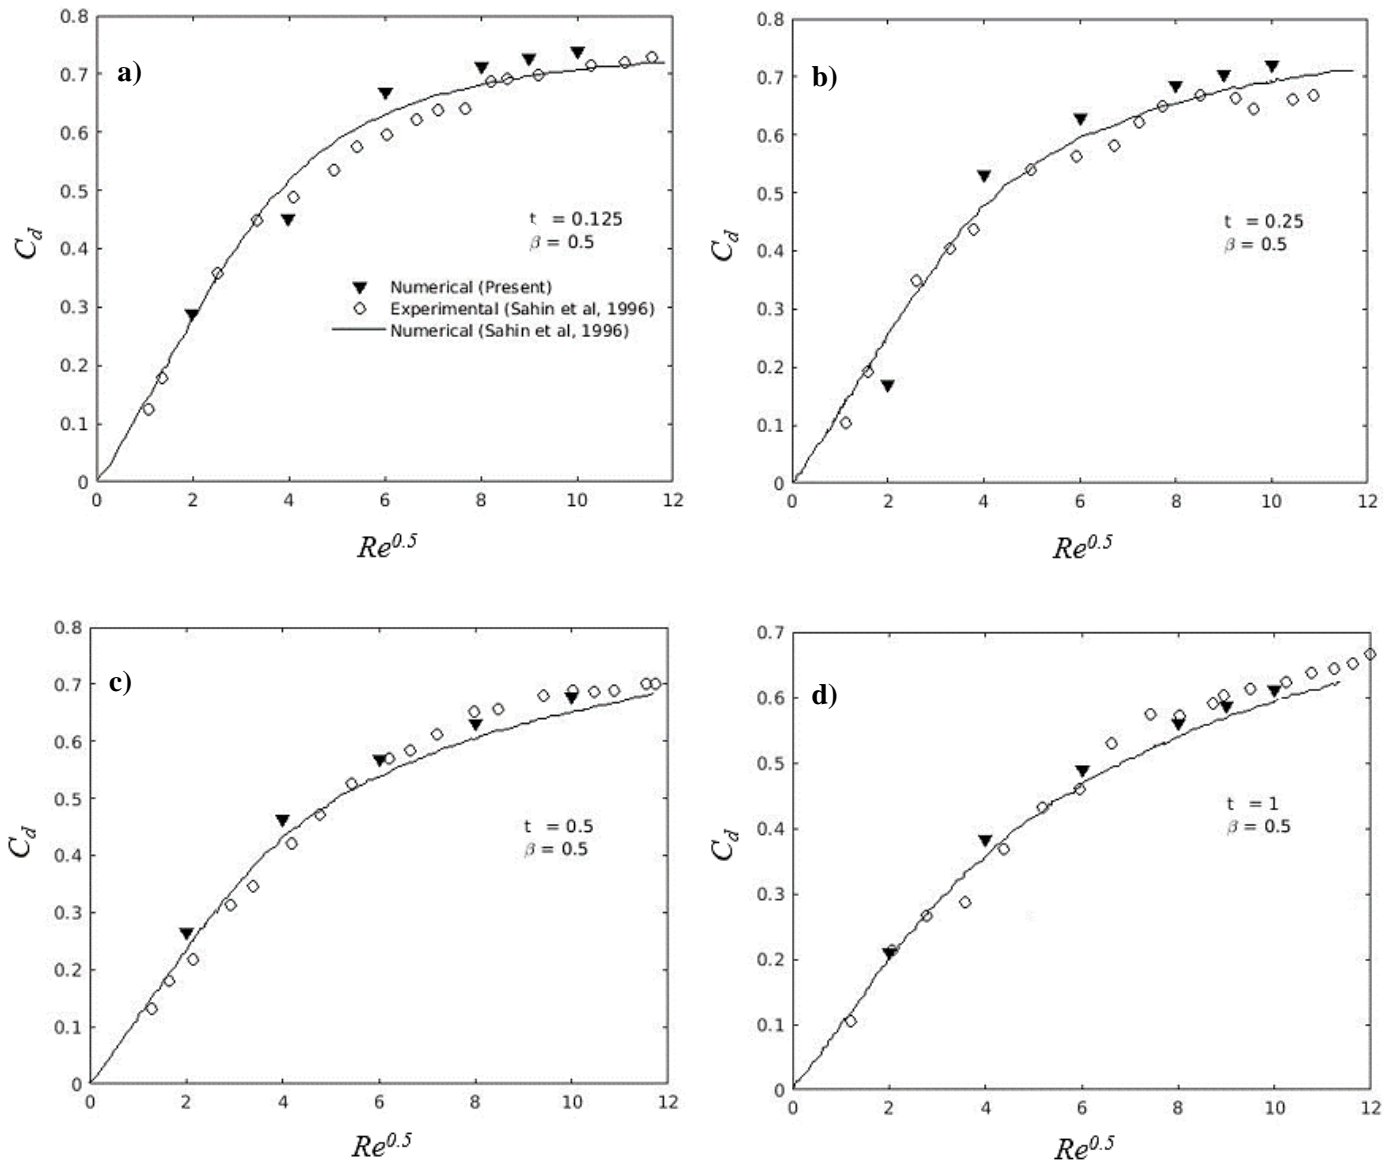 a)
0.8
0.7
0.6
0.5
0.4
0.3
0.2
0.1
0
0 2 4 6 8 10 12
C_d
Re^0.5
t = 0.125
β = 0.5
Numerical (Present)
Experimental (Sahin et al, 1996)
Numerical (Sahin et al, 1996)
b)
0.8
0.7
0.6
0.5
0.4
0.3
0.2
0.1
0
0 2 4 6 8 10 12
C_d
Re^0.5
t = 0.25
β = 0.5
c)
0.8
0.7
0.6
0.5
0.4
0.3
0.2
0.1
0
0 2 4 6 8 10 12
C_d
Re^0.5
t = 0.5
β = 0.5
d)
0.7
0.6
0.5
0.4
0.3
0.2
0.1
0
0 2 4 6 8 10 12
C_d
Re^0.5
t = 1
β = 0.5